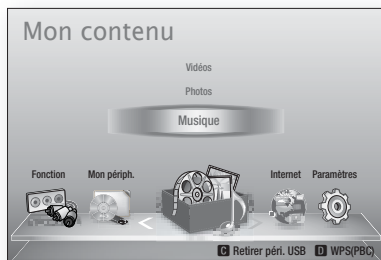 Mon contenu
Vidéos
Photos
Musique
Fonction Mon périph. Internet Paramètres
C Retirer péri. USB D WPS(PBC)